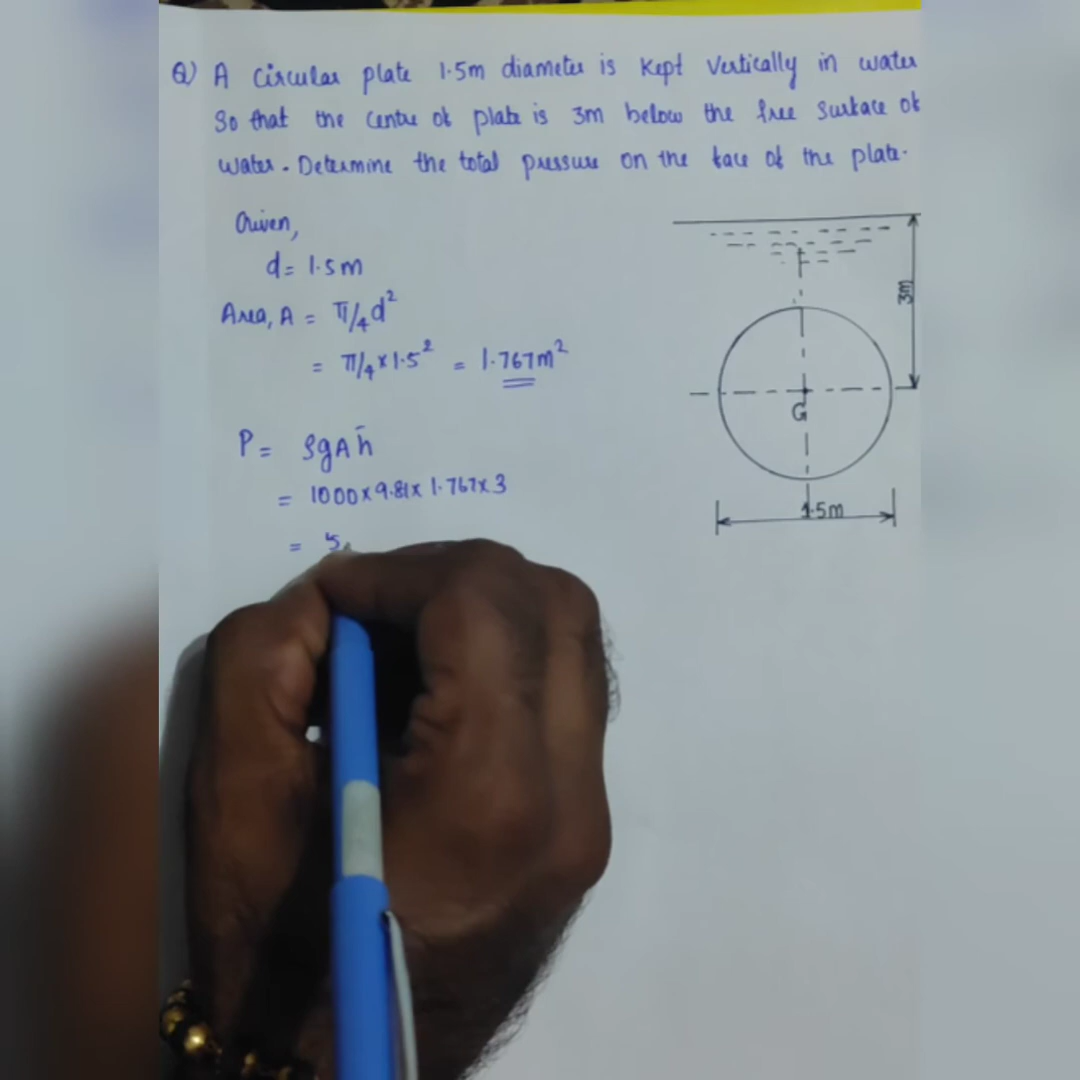 Q) A Circular plate 1.5m diameter is kept vertically in water
So that the centre of plate is 3m below the free surface of
water. Determine the total pressure on the face of the plate.
Given,
d = 1.5m
Area, A = π/4 d²
= π/4 × 1.5² = 1.767m²
P = ρgAh̄
= 1000 × 9.81 × 1.767 × 3
= 5
3m
G
1.5m